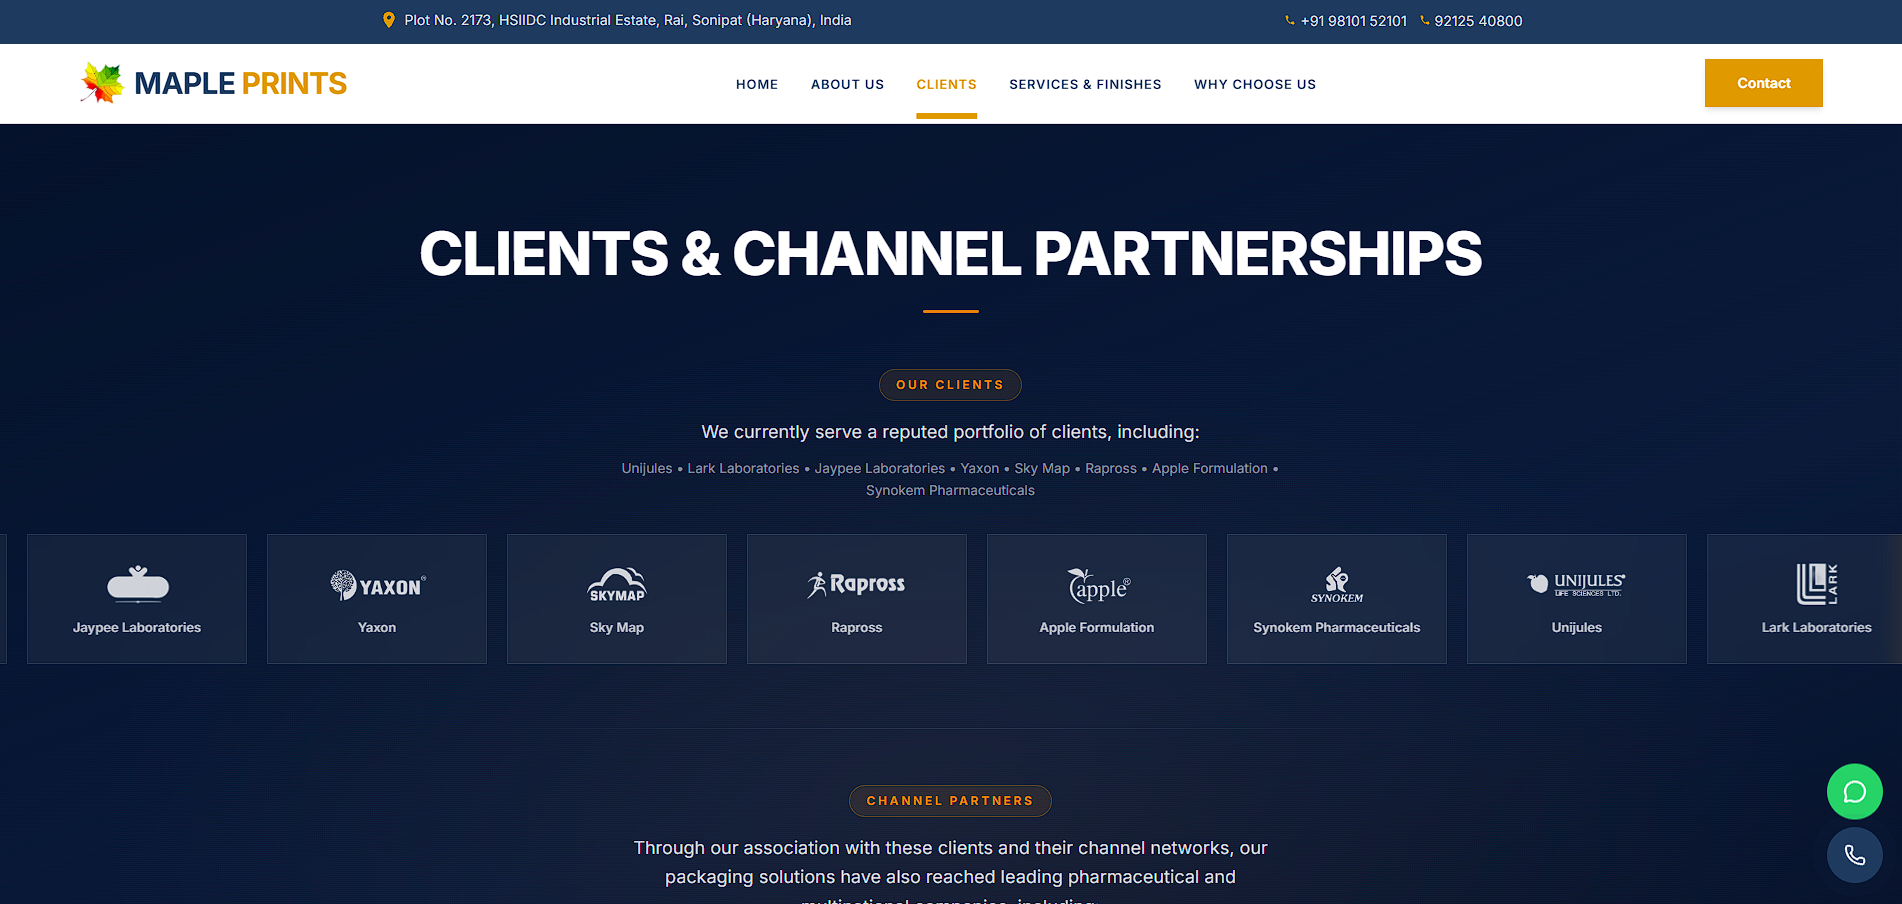 Plot No. 2173, HSIIDC Industrial Estate, Rai, Sonipat (Haryana), India
+91 98101 52101
92125 40800
MAPLE PRINTS
HOME
ABOUT US
CLIENTS
SERVICES & FINISHES
WHY CHOOSE US
Contact
CLIENTS & CHANNEL PARTNERSHIPS
OUR CLIENTS
We currently serve a reputed portfolio of clients, including:
Unijules • Lark Laboratories • Jaypee Laboratories • Yaxon • Sky Map • Rapross • Apple Formulation •
Synokem Pharmaceuticals
Jaypee Laboratories
YAXON®
Yaxon
SKYMAP
Sky Map
Rapross
Rapross
apple®
Apple Formulation
SYNOKEM
Synokem Pharmaceuticals
UNIJULES®
LIFE SCIENCES LTD.
Unijules
LARK
Lark Laboratories
CHANNEL PARTNERS
Through our association with these clients and their channel networks, our
packaging solutions have also reached leading pharmaceutical and
multinational companies, including: